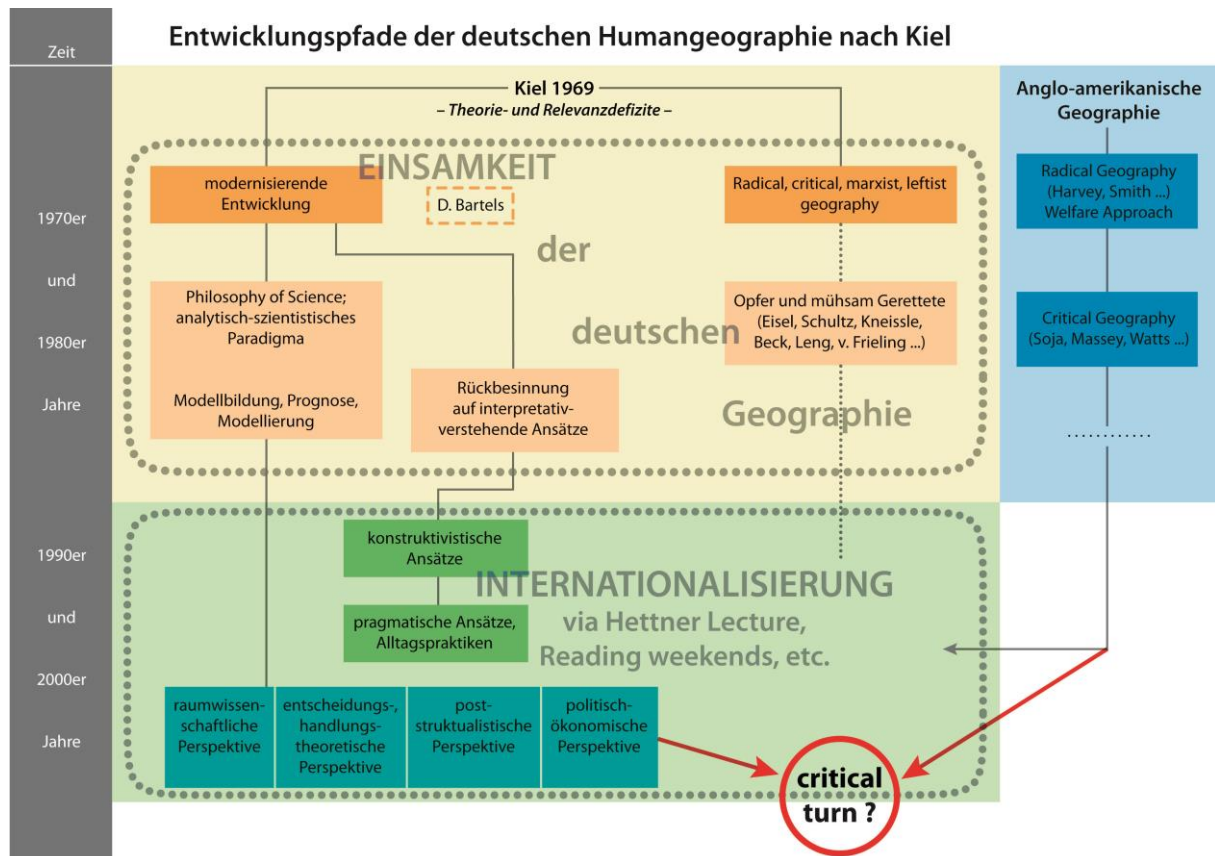 Zeit
Entwicklungspfade der deutschen Humangeographie nach Kiel
Kiel 1969
– Theorie- und Relevanzdefizite –
Anglo-amerikanische
Geographie
EINSAMKEIT
der
deutschen
Geographie
modernisierende
Entwicklung
D. Bartels
Radical, critical, marxist, leftist
geography
Radical Geography
(Harvey, Smith ...)
Welfare Approach
1970er
und
1980er
Jahre
Philosophy of Science;
analytisch-szientistisches
Paradigma
Modellbildung, Prognose,
Modellierung
Rückbesinnung
auf interpretativ-
verstehende Ansätze
Opfer und mühsam Gerettete
(Eisel, Schultz, Kneissle,
Beck, Leng, v. Frieling ...)
Critical Geography
(Soja, Massey, Watts ...)
............
1990er
und
2000er
Jahre
konstruktivistische
Ansätze
pragmatische Ansätze,
Alltagspraktiken
INTERNATIONALISIERUNG
via Hettner Lecture,
Reading weekends, etc.
raumwissen-
schaftliche
Perspektive
entscheidungs-,
handlungs-
theoretische
Perspektive
post-
struktualistische
Perspektive
politisch-
ökonomische
Perspektive
critical
turn ?